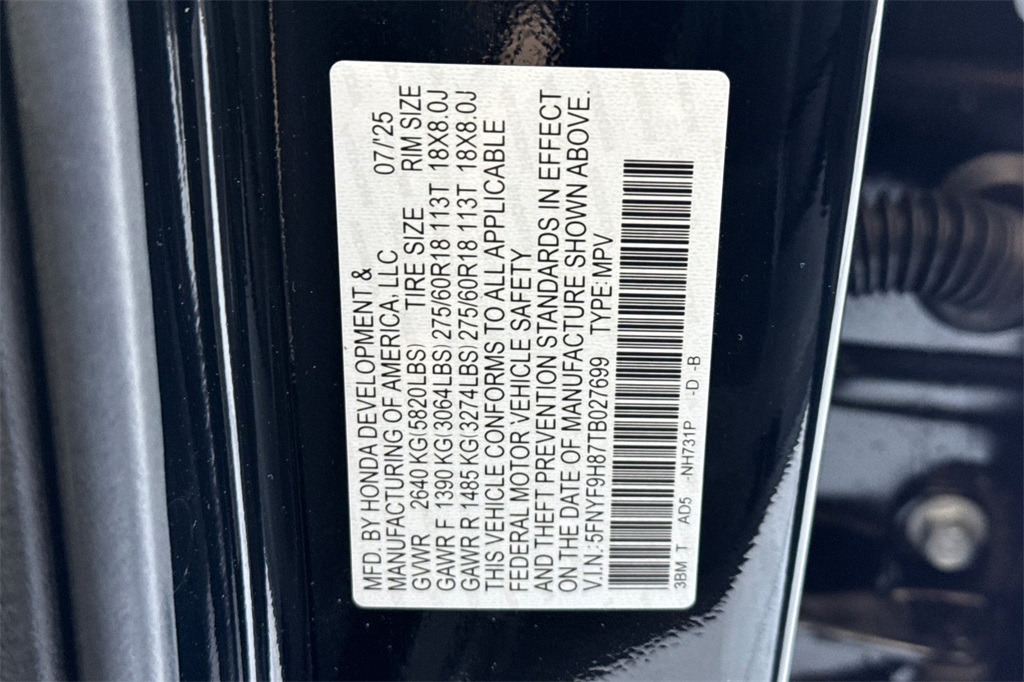 MFD. BY HONDA DEVELOPMENT &
MANUFACTURING OF AMERICA, LLC 07/'25
GVWR 2640 KG(5820LBS) TIRE SIZE RIM SIZE
GAWR F 1390 KG(3064LBS) 275/60R18 113T 18X8.0J
GAWR R 1485 KG(3274LBS) 275/60R18 113T 18X8.0J
THIS VEHICLE CONFORMS TO ALL APPLICABLE
FEDERAL MOTOR VEHICLE SAFETY
AND THEFT PREVENTION STANDARDS IN EFFECT
ON THE DATE OF MANUFACTURE SHOWN ABOVE.
V.I.N.:5FNYF9H87TB027699 TYPE:MPV
3BM T AD5 -NH731P -D -B